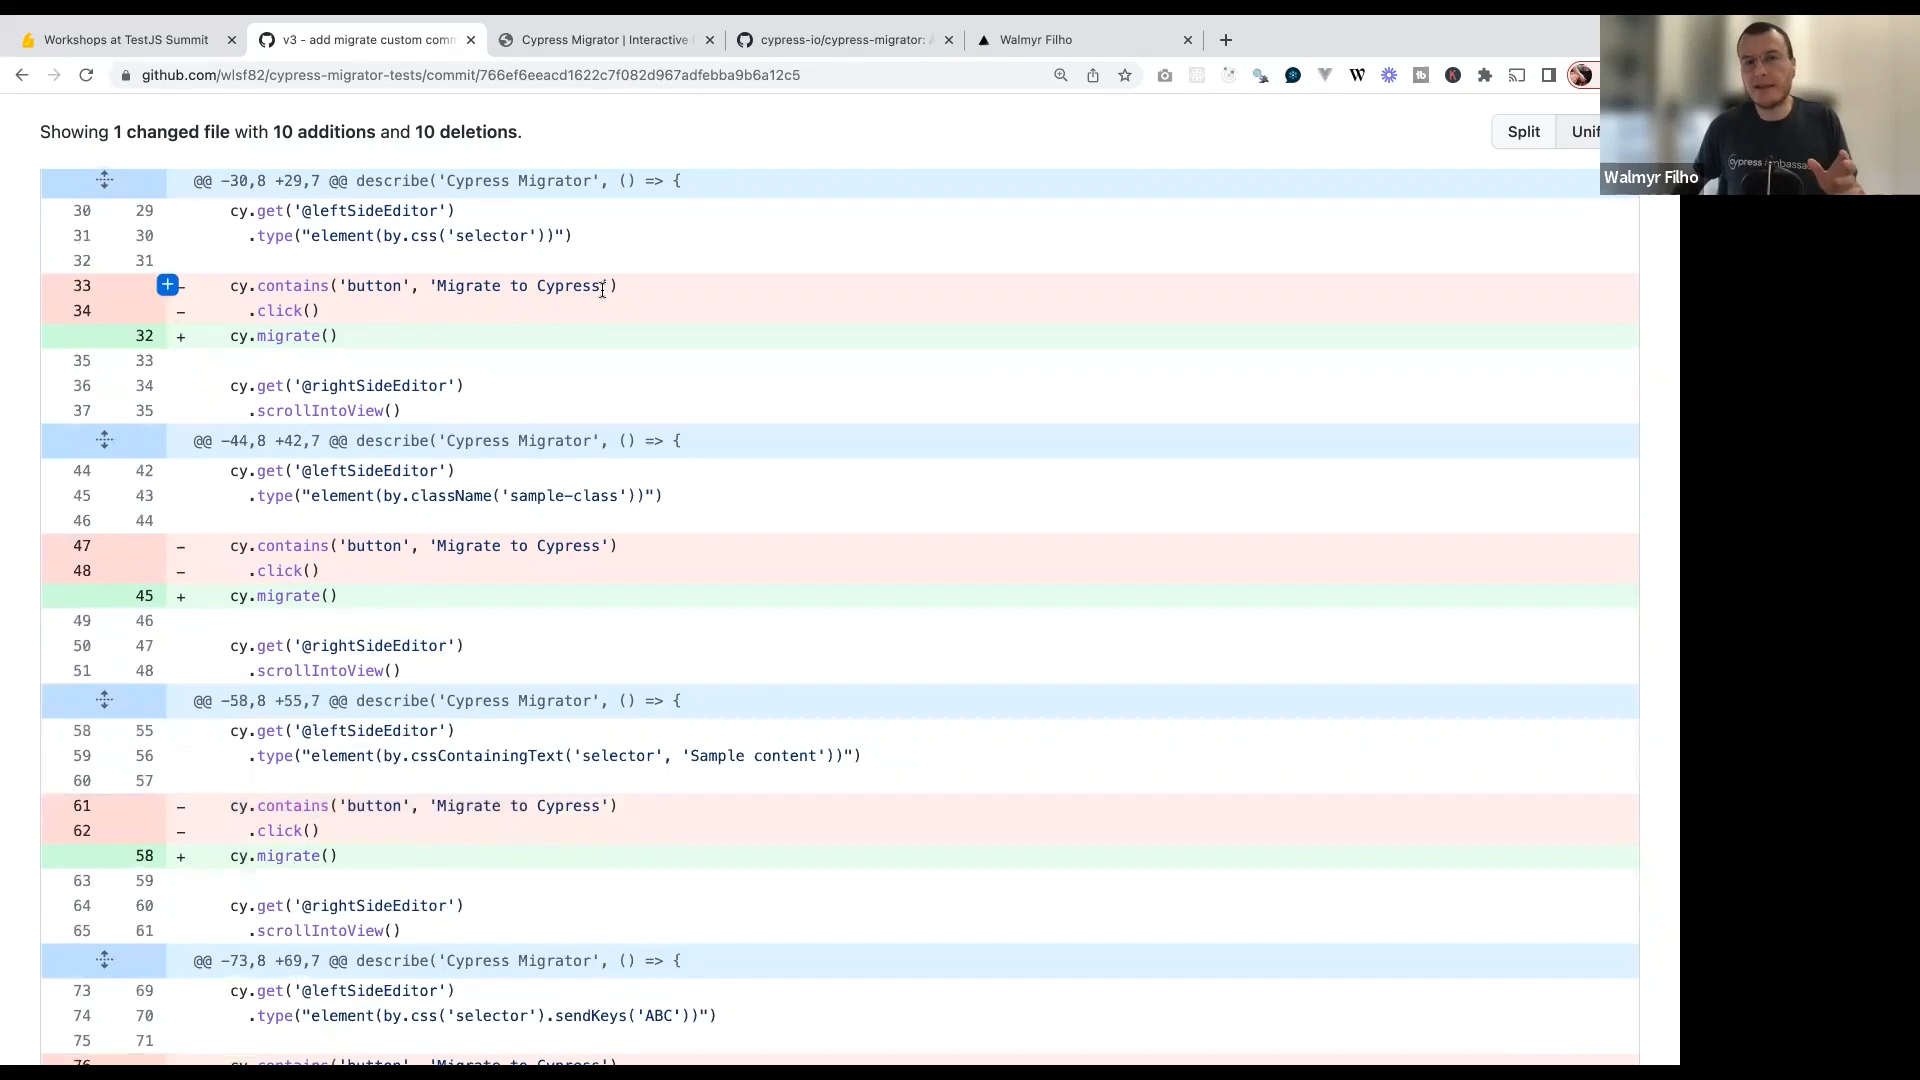 Workshops at TestJS Summit
v3 - add migrate custom comm
Cypress Migrator | Interactive
cypress-io/cypress-migrator:
Walmyr Filho
github.com/wlsf82/cypress-migrator-tests/commit/766ef6eeacd1622c7f082d967adfebba9b6a12c5
Showing 1 changed file with 10 additions and 10 deletions.
Split
Unif
cypress
Walmyr Filho
@@ -30,8 +29,7 @@ describe('Cypress Migrator', () => {
30 29 cy.get('@leftSideEditor')
31 30 .type("element(by.css('selector'))")
32 31
33 - cy.contains('button', 'Migrate to Cypress')
34 - .click()
32 + cy.migrate()
35 33
36 34 cy.get('@rightSideEditor')
37 35 .scrollIntoView()
@@ -44,8 +42,7 @@ describe('Cypress Migrator', () => {
44 42 cy.get('@leftSideEditor')
45 43 .type("element(by.className('sample-class'))")
46 44
47 - cy.contains('button', 'Migrate to Cypress')
48 - .click()
45 + cy.migrate()
49 46
50 47 cy.get('@rightSideEditor')
51 48 .scrollIntoView()
@@ -58,8 +55,7 @@ describe('Cypress Migrator', () => {
58 55 cy.get('@leftSideEditor')
59 56 .type("element(by.cssContainingText('selector', 'Sample content'))")
60 57
61 - cy.contains('button', 'Migrate to Cypress')
62 - .click()
58 + cy.migrate()
63 59
64 60 cy.get('@rightSideEditor')
65 61 .scrollIntoView()
@@ -73,8 +69,7 @@ describe('Cypress Migrator', () => {
73 69 cy.get('@leftSideEditor')
74 70 .type("element(by.css('selector').sendKeys('ABC'))")
75 71
76 - cy.contains('button', 'Migrate to Cypress')